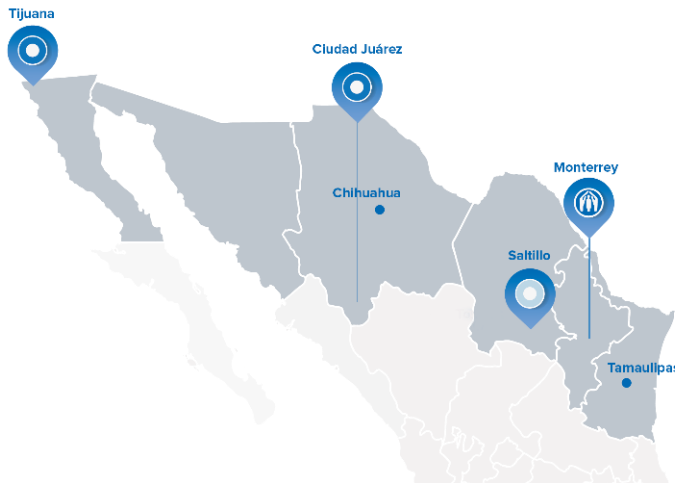 Tijuana
Ciudad Juárez
Monterrey
Chihuahua
Saltillo
Tamaulipas